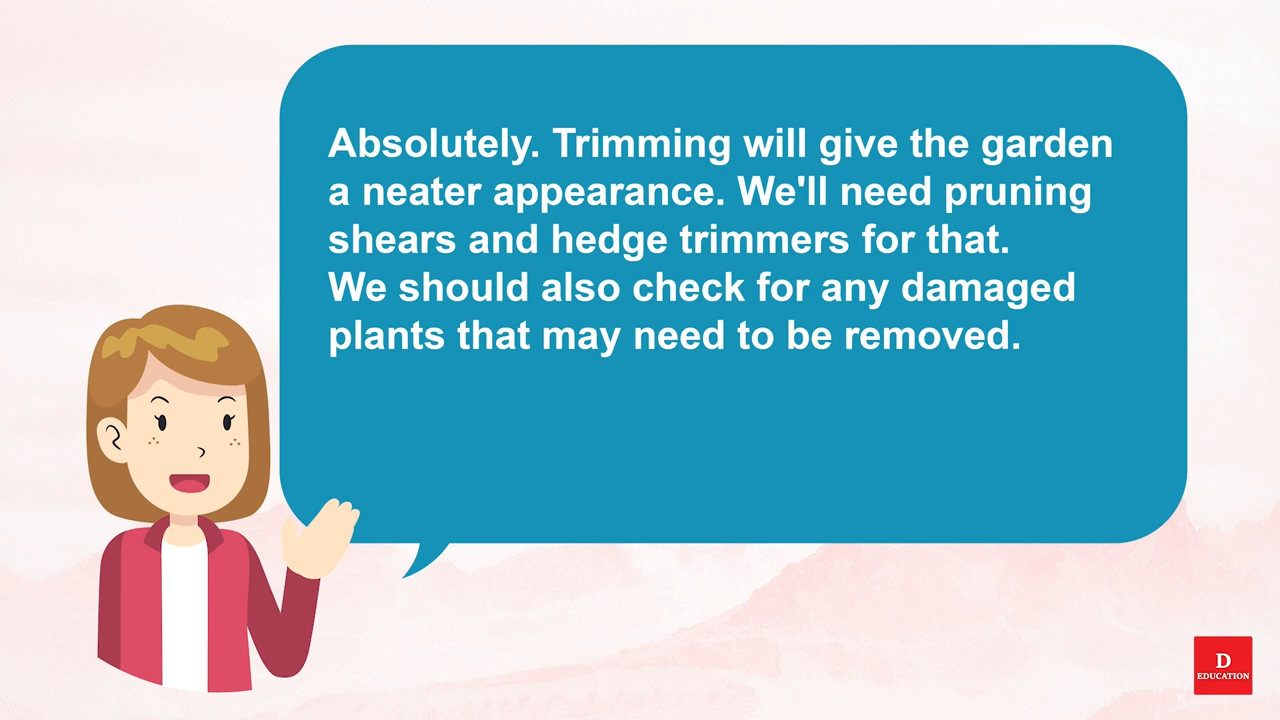 Absolutely. Trimming will give the garden
a neater appearance. We'll need pruning
shears and hedge trimmers for that.
We should also check for any damaged
plants that may need to be removed.
D
EDUCATION